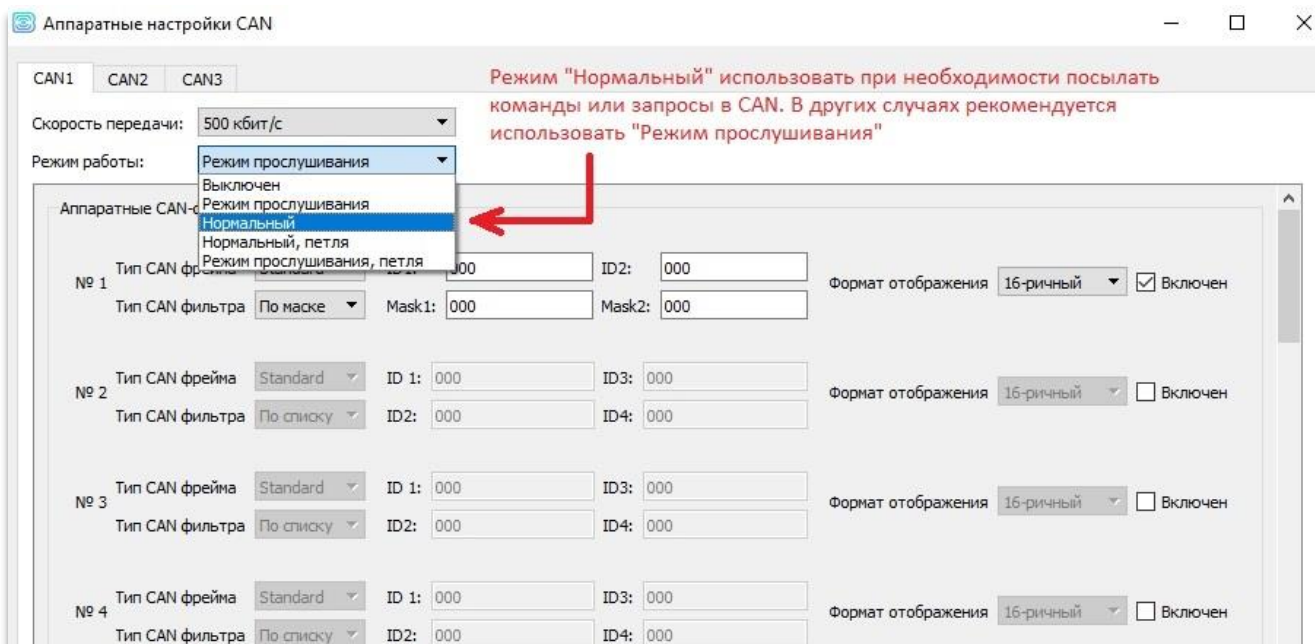 Аппаратные настройки CAN
CAN1 CAN2 CAN3
Режим "Нормальный" использовать при необходимости посылать
команды или запросы в CAN. В других случаях рекомендуется
использовать "Режим прослушивания"
Скорость передачи: 500 кбит/с
Режим работы: Режим прослушивания
Выключен
Режим прослушивания
Нормальный
Нормальный, петля
Режим прослушивания, петля
Аппаратные CAN-
№ 1
Тип CAN 000 ID2: 000
Тип CAN фильтра По маске Mask1: 000 Mask2: 000
Формат отображения 16-ричный Включен
№ 2
Тип CAN фрейма Standard ID 1: 000 ID3: 000
Тип CAN фильтра По списку ID2: 000 ID4: 000
Формат отображения 16-ричный Включен
№ 3
Тип CAN фрейма Standard ID 1: 000 ID3: 000
Тип CAN фильтра По списку ID2: 000 ID4: 000
Формат отображения 16-ричный Включен
№ 4
Тип CAN фрейма Standard ID 1: 000 ID3: 000
Тип CAN фильтра По списку ID2: 000 ID4: 000
Формат отображения 16-ричный Включен